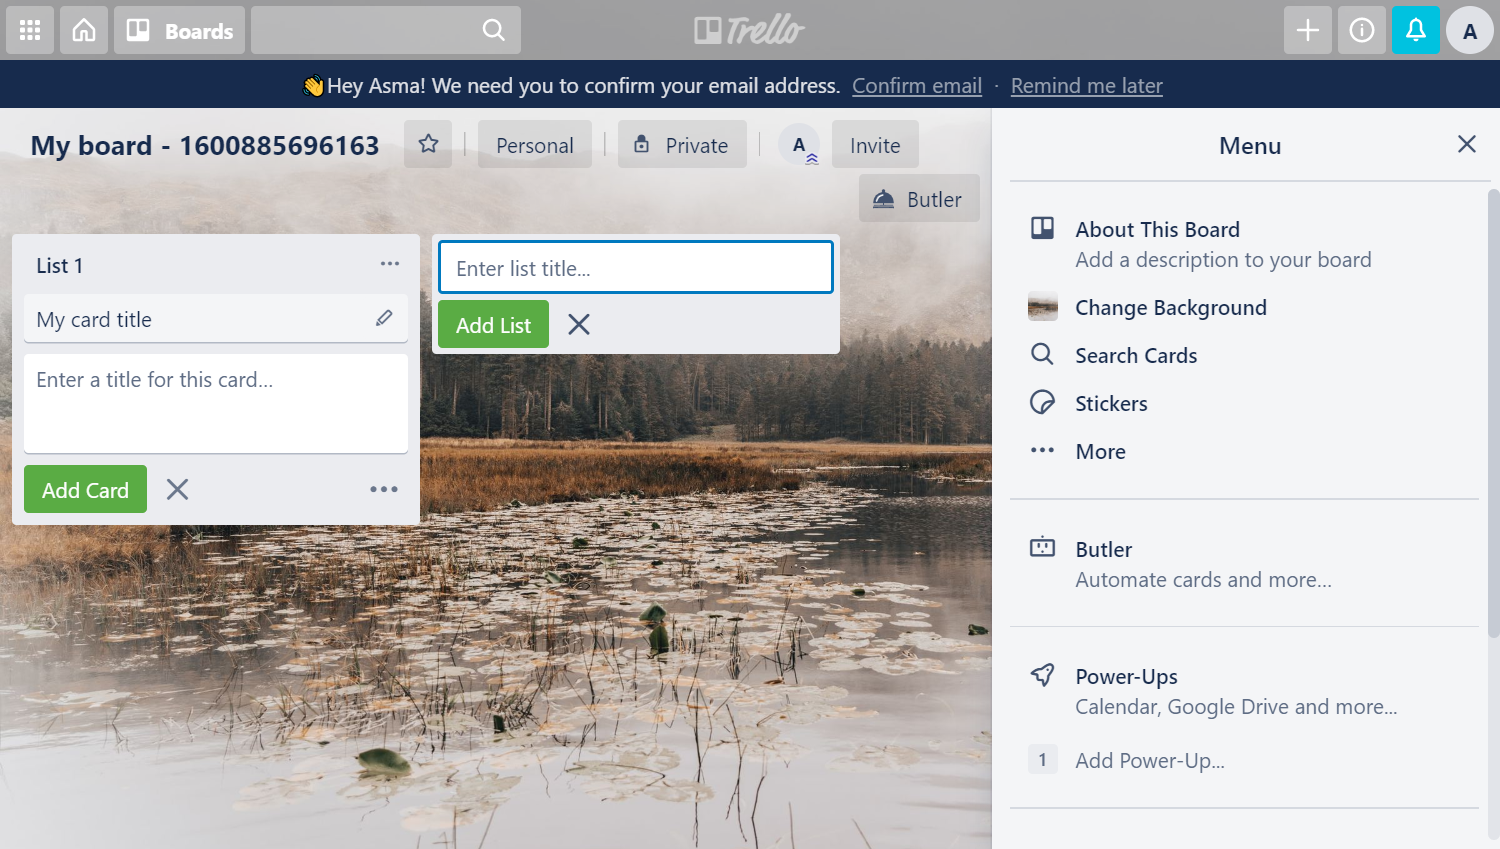 Boards
Trello
A
👋Hey Asma! We need you to confirm your email address. Confirm email · Remind me later
My board - 1600885696163
Personal
Private
A
Invite
Butler
List 1
My card title
Enter a title for this card...
Add Card
Enter list title...
Add List
Menu
About This Board
Add a description to your board
Change Background
Search Cards
Stickers
More
Butler
Automate cards and more...
Power-Ups
Calendar, Google Drive and more...
1 Add Power-Up...